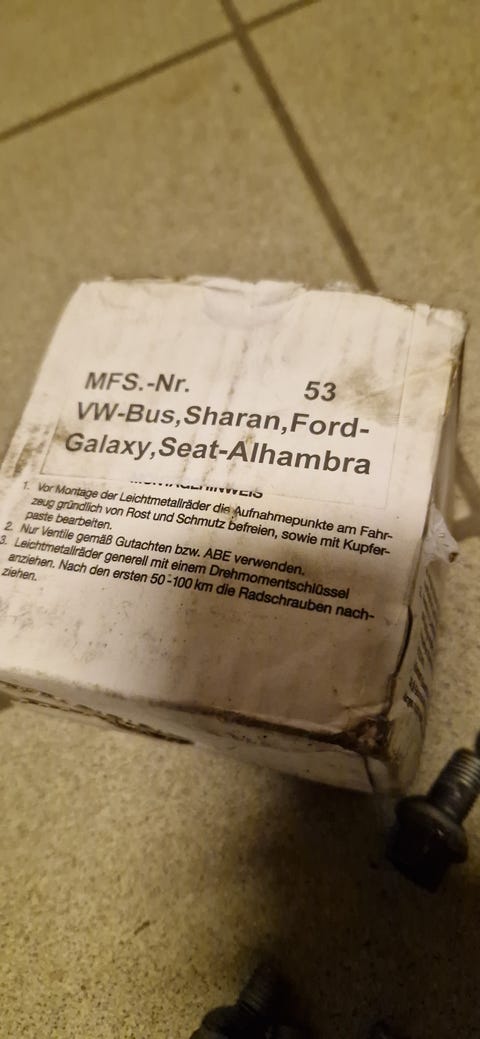 MFS.-Nr. 53
VW-Bus,Sharan,Ford-
Galaxy,Seat-Alhambra
MONTAGEHINWEIS
1. Vor Montage der Leichtmetallräder die Aufnahmepunkte am Fahr-
zeug gründlich von Rost und Schmutz befreien, sowie mit Kupfer-
paste bearbeiten.
2. Nur Ventile gemäß Gutachten bzw. ABE verwenden.
3. Leichtmetallräder generell mit einem Drehmomentschlüssel
anziehen. Nach den ersten 50-100 km die Radschrauben nach-
ziehen.